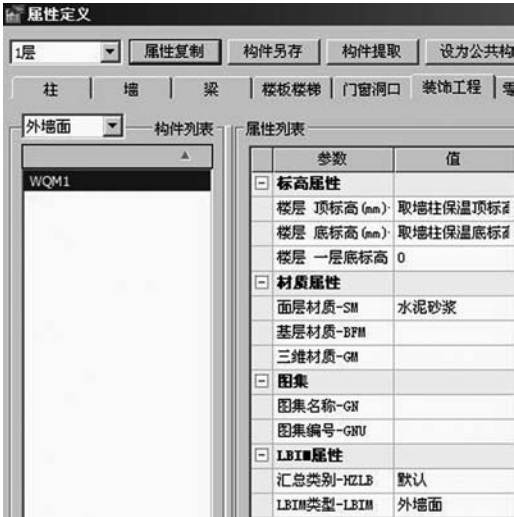 属性定义
1层 属性复制 构件另存 构件提取 设为公共构
柱 墙 梁 楼板楼梯 门窗洞口 装饰工程 零
外墙面 构件列表 属性列表
WQM1
参数 值
标高属性
楼层 顶标高(mm) 取墙柱保温顶标高
楼层 底标高(mm) 取墙柱保温底标高
楼层 一层底标高 0
材质属性
面层材质-SM 水泥砂浆
基层材质-BFM
三维材质-GM
图集
图集名称-GN
图集编号-GNU
LBIM属性
汇总类别-HZLB 默认
LBIM类型-LBIM 外墙面